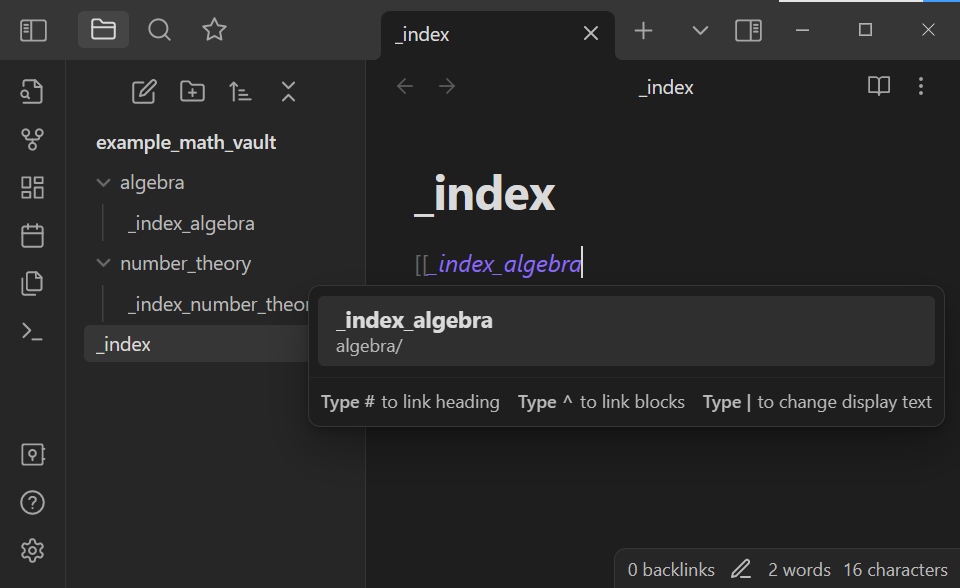 _index
_index
example_math_vault
algebra
_index_algebra
number_theory
_index_number_theor
_index
_index
[[_index_algebra
_index_algebra
algebra/
Type # to link heading Type ^ to link blocks Type | to change display text
0 backlinks 2 words 16 characters